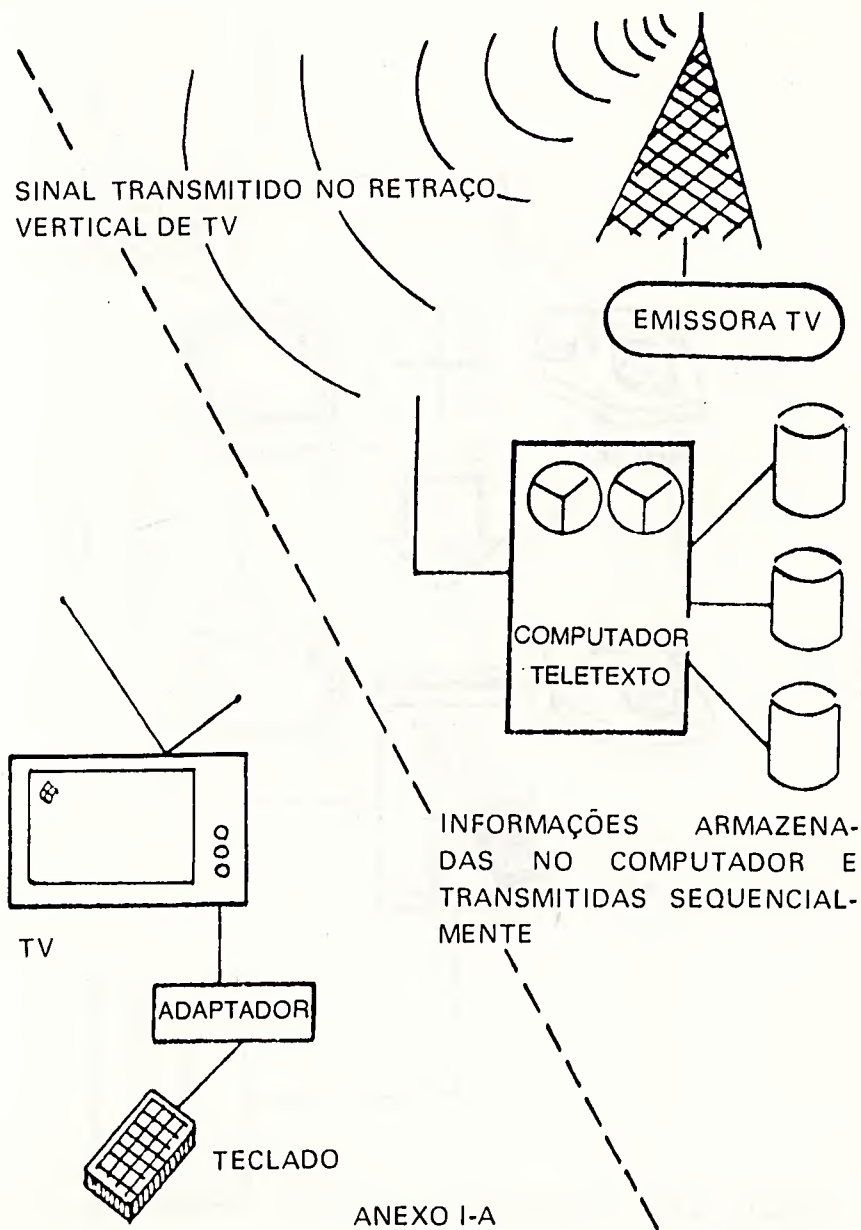 SINAL TRANSMITIDO NO RETRAÇO
VERTICAL DE TV
EMISSORA TV
COMPUTADOR
TELETEXTO
INFORMAÇÕES ARMAZENA-
DAS NO COMPUTADOR E
TRANSMITIDAS SEQUENCIAL-
MENTE
TV
ADAPTADOR
TECLADO
ANEXO I-A